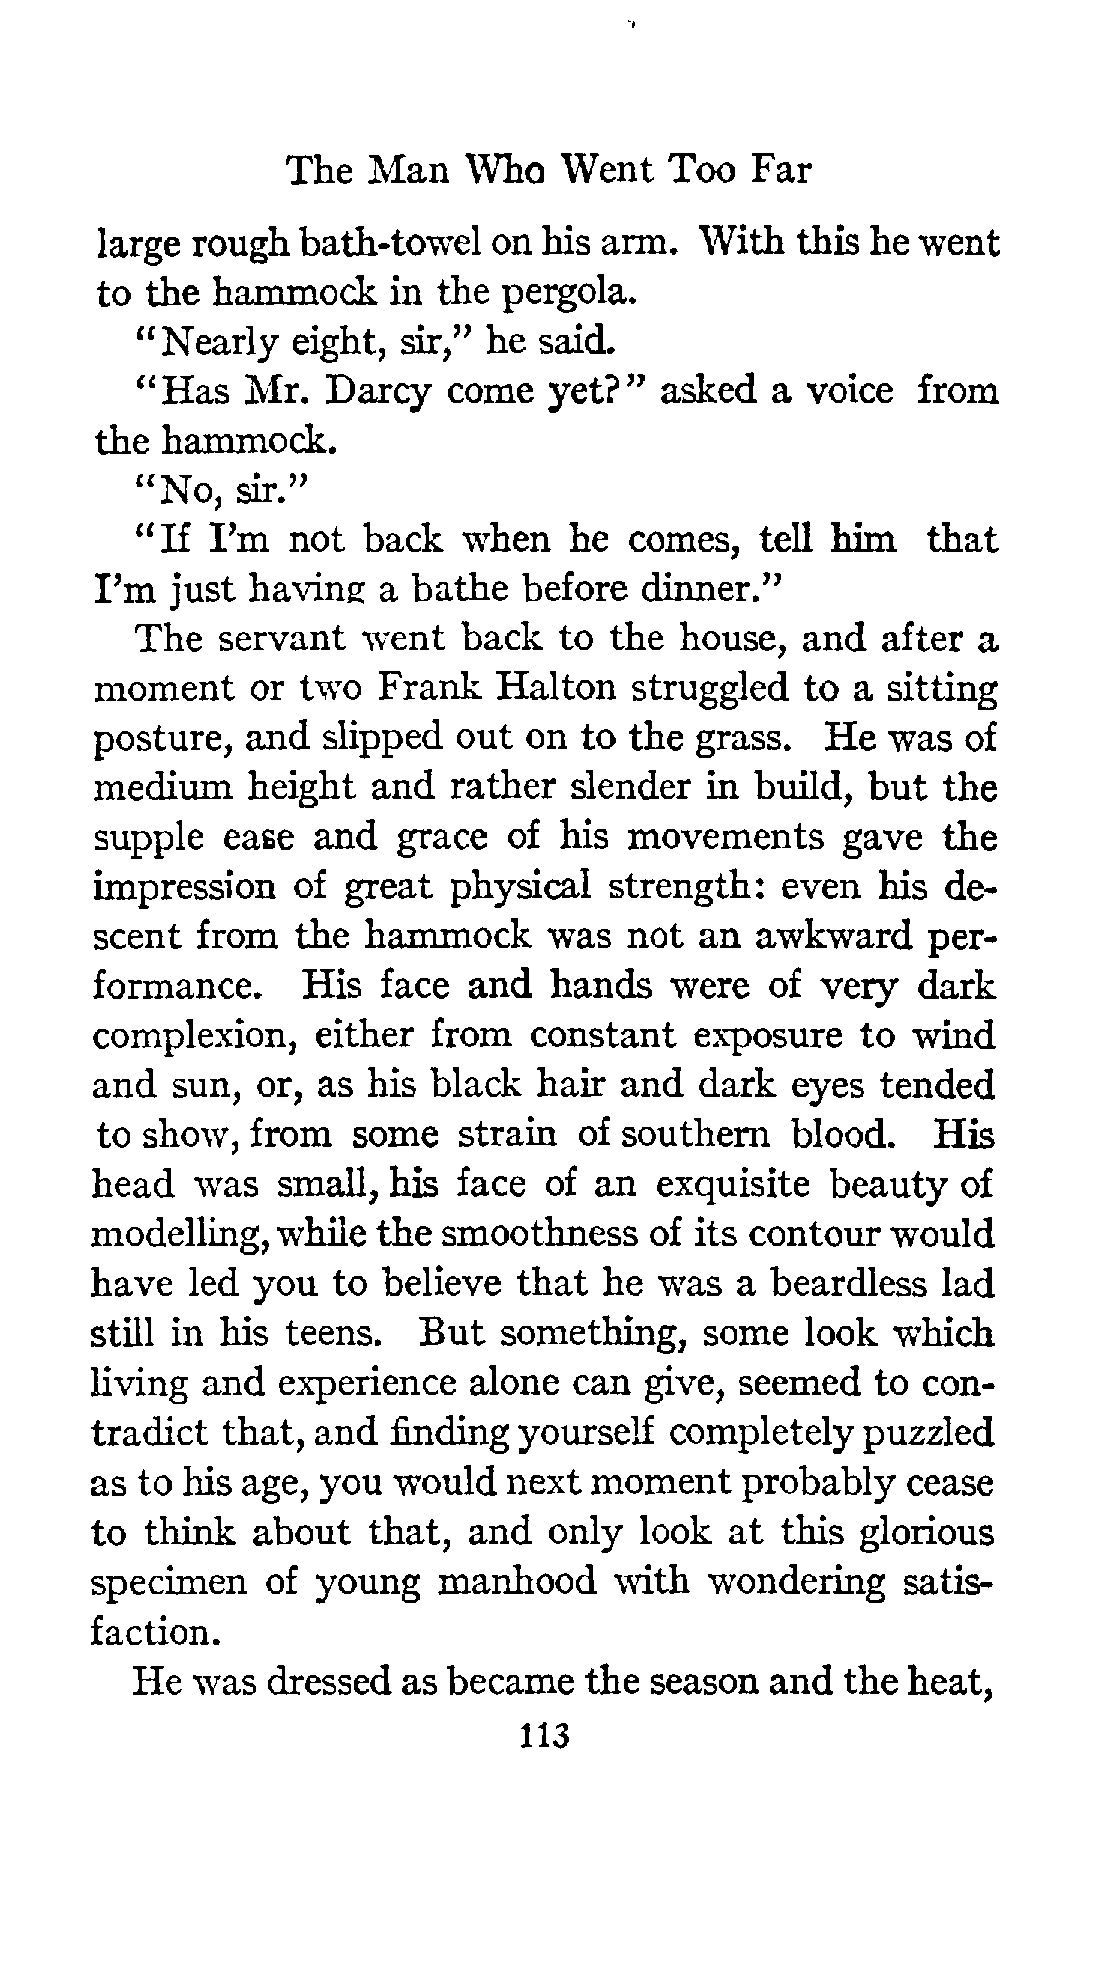 The Man Who Went Too Far
large rough bath-towel on his arm. With this he went
to the hammock in the pergola.
"Nearly eight, sir," he said.
"Has Mr. Darcy come yet?" asked a voice from
the hammock.
"No, sir."
"If I'm not back when he comes, tell him that
I'm just having a bathe before dinner."
The servant went back to the house, and after a
moment or two Frank Halton struggled to a sitting
posture, and slipped out on to the grass. He was of
medium height and rather slender in build, but the
supple ease and grace of his movements gave the
impression of great physical strength: even his de-
scent from the hammock was not an awkward per-
formance. His face and hands were of very dark
complexion, either from constant exposure to wind
and sun, or, as his black hair and dark eyes tended
to show, from some strain of southern blood. His
head was small, his face of an exquisite beauty of
modelling, while the smoothness of its contour would
have led you to believe that he was a beardless lad
still in his teens. But something, some look which
living and experience alone can give, seemed to con-
tradict that, and finding yourself completely puzzled
as to his age, you would next moment probably cease
to think about that, and only look at this glorious
specimen of young manhood with wondering satis-
faction.
He was dressed as became the season and the heat,
113